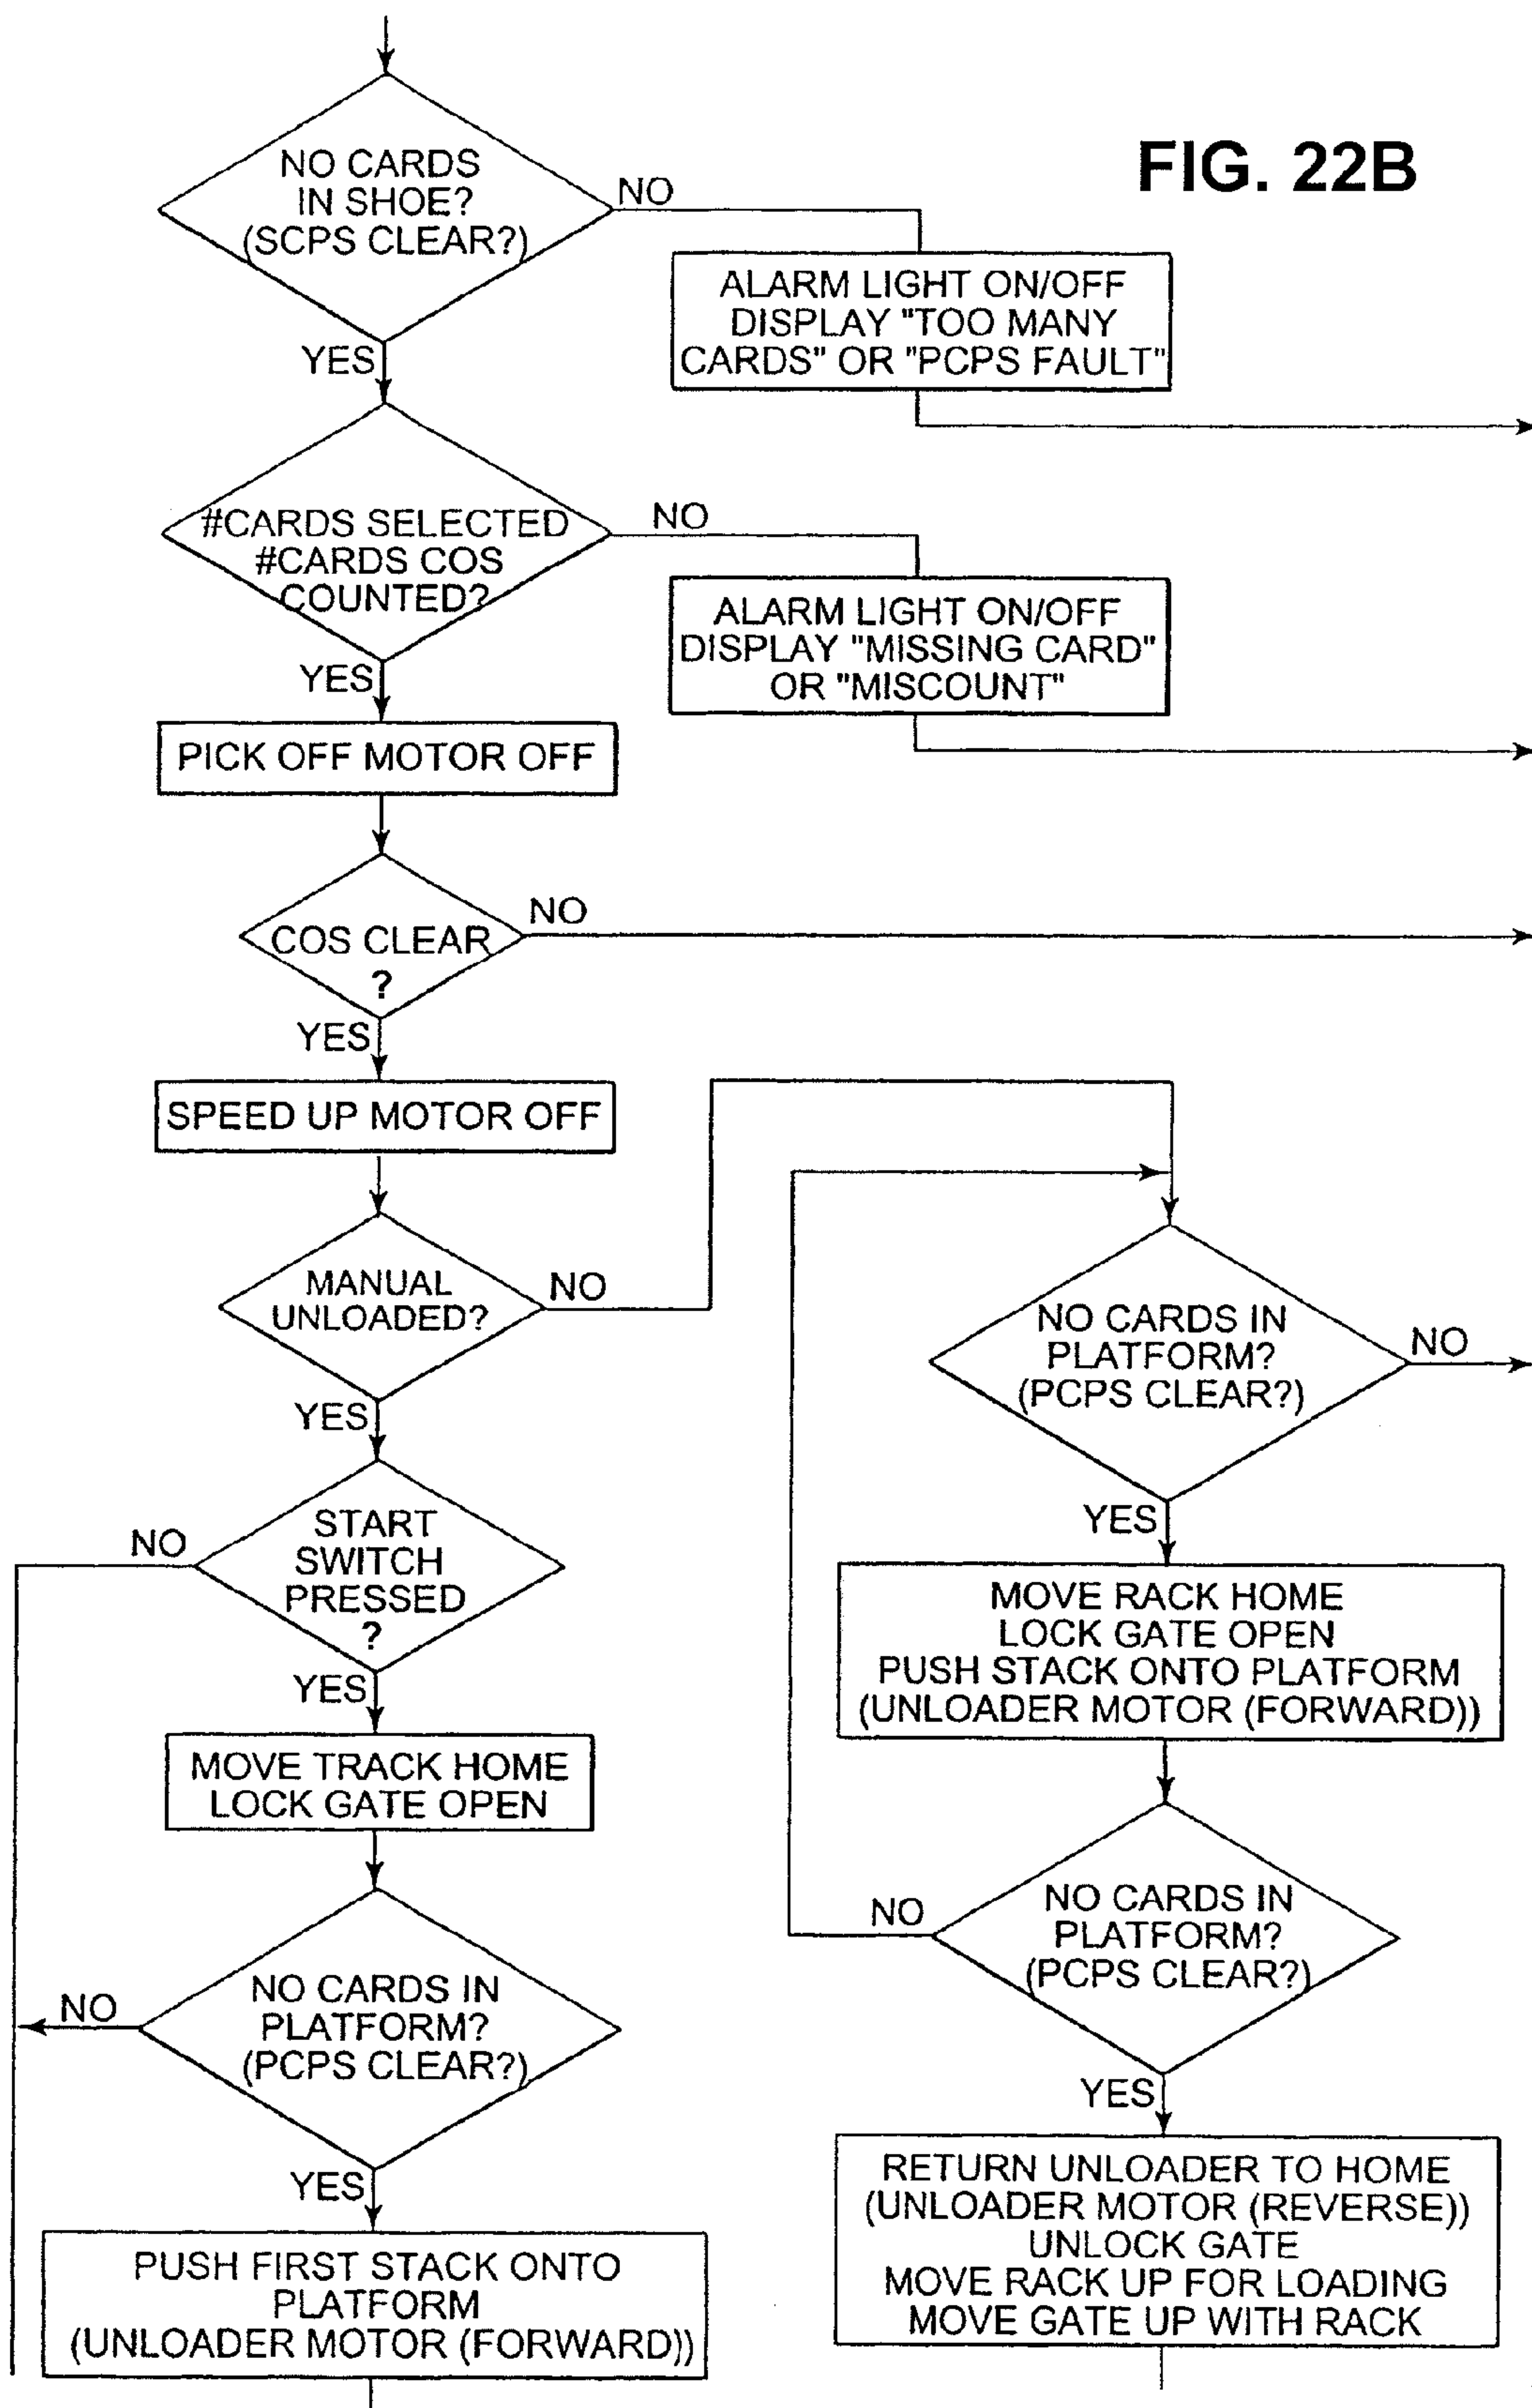 FIG. 22B
NO CARDS
IN SHOE?
(SCPS CLEAR?)
NO
ALARM LIGHT ON/OFF
DISPLAY "TOO MANY
CARDS" OR "PCPS FAULT"
YES
#CARDS SELECTED
#CARDS COS
COUNTED?
NO
ALARM LIGHT ON/OFF
DISPLAY "MISSING CARD"
OR "MISCOUNT"
YES
PICK OFF MOTOR OFF
COS CLEAR
?
NO
YES
SPEED UP MOTOR OFF
MANUAL
UNLOADED?
NO
YES
START
SWITCH
PRESSED
?
NO
YES
MOVE TRACK HOME
LOCK GATE OPEN
NO CARDS IN
PLATFORM?
(PCPS CLEAR?)
NO
YES
PUSH FIRST STACK ONTO
PLATFORM
(UNLOADER MOTOR (FORWARD))
NO CARDS IN
PLATFORM?
(PCPS CLEAR?)
NO
YES
MOVE RACK HOME
LOCK GATE OPEN
PUSH STACK ONTO PLATFORM
(UNLOADER MOTOR (FORWARD))
NO CARDS IN
PLATFORM?
(PCPS CLEAR?)
NO
YES
RETURN UNLOADER TO HOME
(UNLOADER MOTOR (REVERSE))
UNLOCK GATE
MOVE RACK UP FOR LOADING
MOVE GATE UP WITH RACK